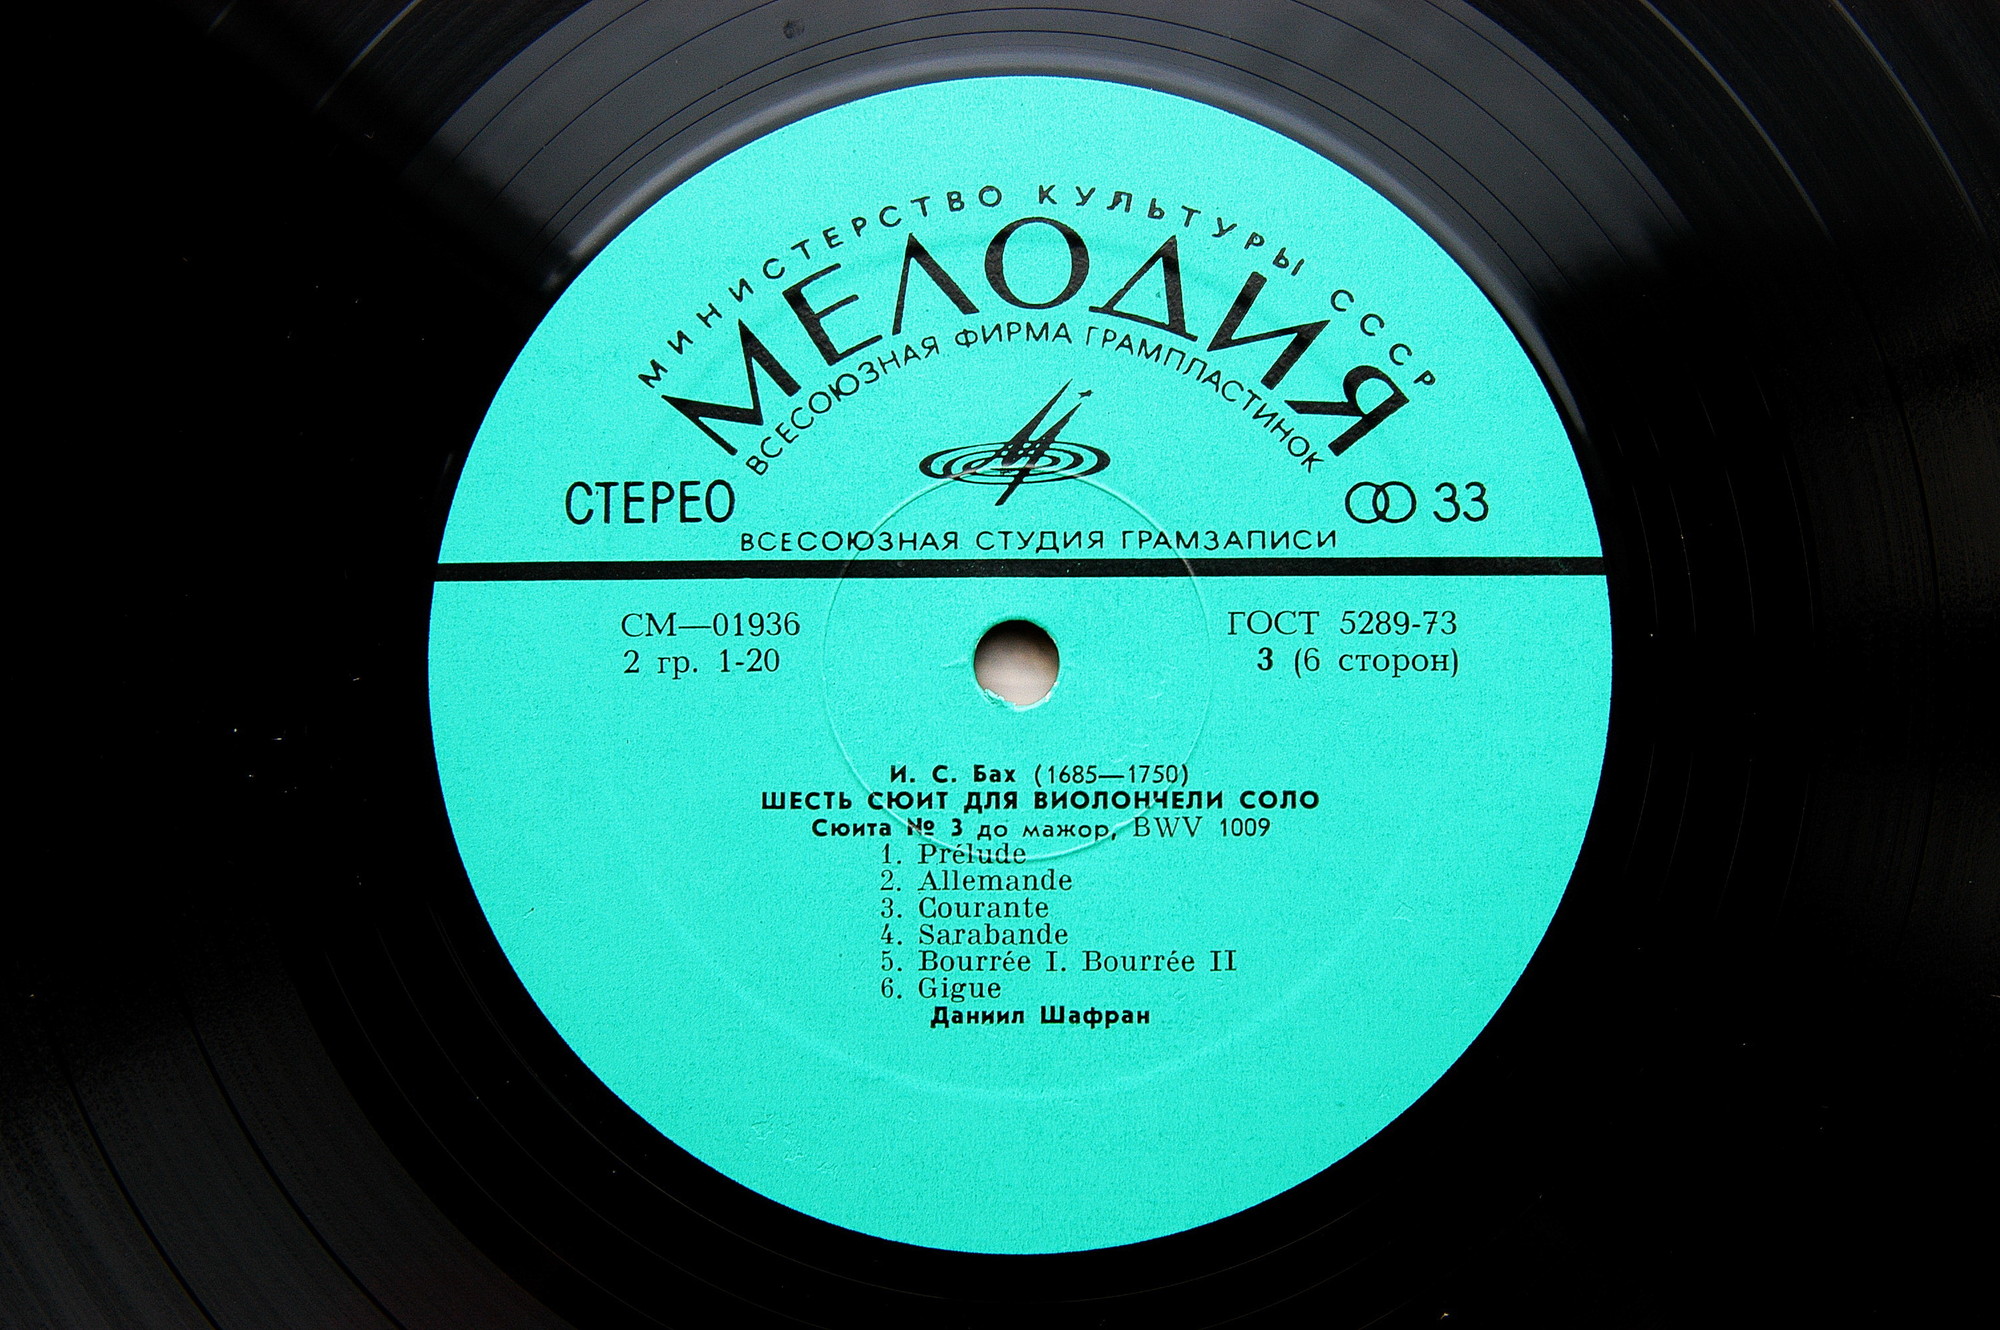 МИНИСТЕРСТВО КУЛЬТУРЫ СССР
МЕЛОДИЯ
ВСЕСОЮЗНАЯ ФИРМА ГРАМПЛАСТИНОК
СТЕРЕО
33
ВСЕСОЮЗНАЯ СТУДИЯ ГРАМЗАПИСИ
СМ—01936
ГОСТ 5289-73
2 гр. 1-20
3 (6 сторон)
И. С. Бах (1685—1750)
ШЕСТЬ СЮИТ ДЛЯ ВИОЛОНЧЕЛИ СОЛО
Сюита № 3 до мажор, BWV 1009
1. Prélude
2. Allemande
3. Courante
4. Sarabande
5. Bourrée I. Bourrée II
6. Gigue
Даниил Шафран